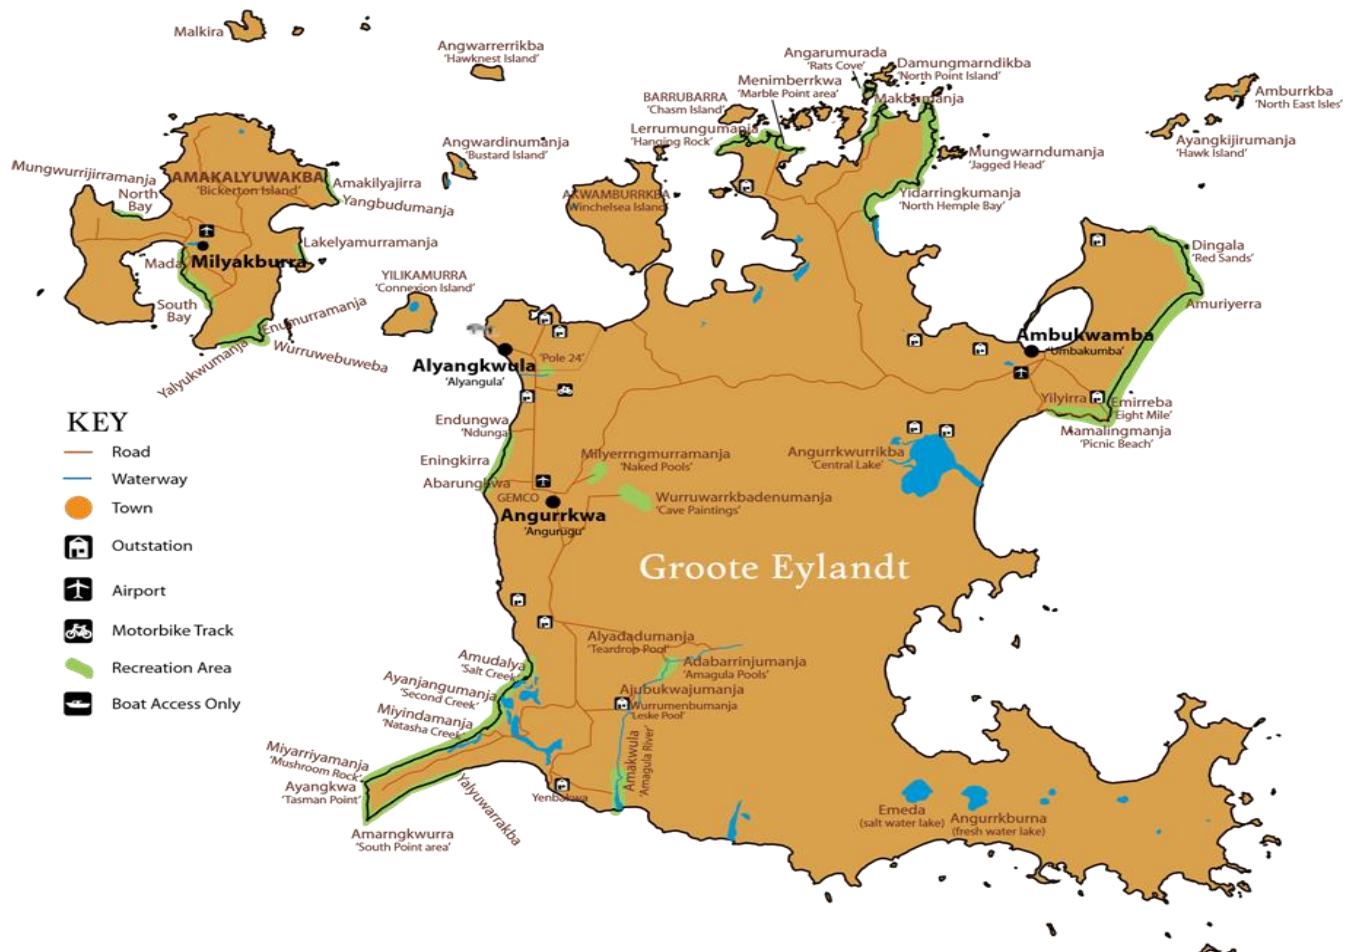 Malkira
Angwarrerrikba
'Hawknest Island'
Angarumurada
'Rats Cove'
Damungmarndikba
'North Point Island'
Menimberrkwa
'Marble Point area'
Makbumanja
BARRUBARRA
'Chasm Island'
Lerrumungumanja
'Hanging Rock'
Amburrkba
'North East Isles'
Ayangkijirumanja
'Hawk Island'
Angwardinumanja
'Bustard Island'
Mungwarndumanja
'Jagged Head'
Mungwurrijirramanja
North
Bay
AMAKALYUWAKBA
'Bickerton Island'
Amakilyajirra
Yangbudumanja
AKWAMBURRKBA
'Winchelsea Island'
Yidarringkumanja
'North Hemple Bay'
Lakelyamurramanja
Mada
Milyakburra
Dingala
'Red Sands'
YILIKAMURRA
'Connexion Island'
South
Bay
Enumurramanja
Amuriyerra
Yalyukwumanja
Wurruwebuweba
Alyangkwula
'Alyangula'
'Pole 24'
Ambukwamba
'Umbakumba'
Yilyirra
Emirreba
'Eight Mile'
Mamalingmanja
'Picnic Beach'
KEY
Road
Waterway
Town
Outstation
Airport
Motorbike Track
Recreation Area
Boat Access Only
Endungwa
'Ndunga'
Eningkirra
Abarungkwa
GEMCO
Angurrkwa
'Angurugu'
Milyerrngmurramanja
'Naked Pools'
Wurruwarrkbadenumanja
'Cave Paintings'
Angurrkwurrikba
'Central Lake'
Groote Eylandt
Alyadadumanja
'Teardrop Pool'
Adabarrinjumanja
'Amagula Pools'
Ajubukwajumanja
Wurrumenbumanja
'Leske Pool'
Amakwula
'Amagula River'
Amudalya
'Salt Creek'
Ayanjangumanja
'Second Creek'
Miyindamanja
'Natasha Creek'
Miyarriyamanja
'Mushroom Rock'
Ayangkwa
'Tasman Point'
Amarngkwurra
'South Point area'
Yalyuwarrakba
Yenbakwa
Emeda
(salt water lake)
Angurrkburna
(fresh water lake)